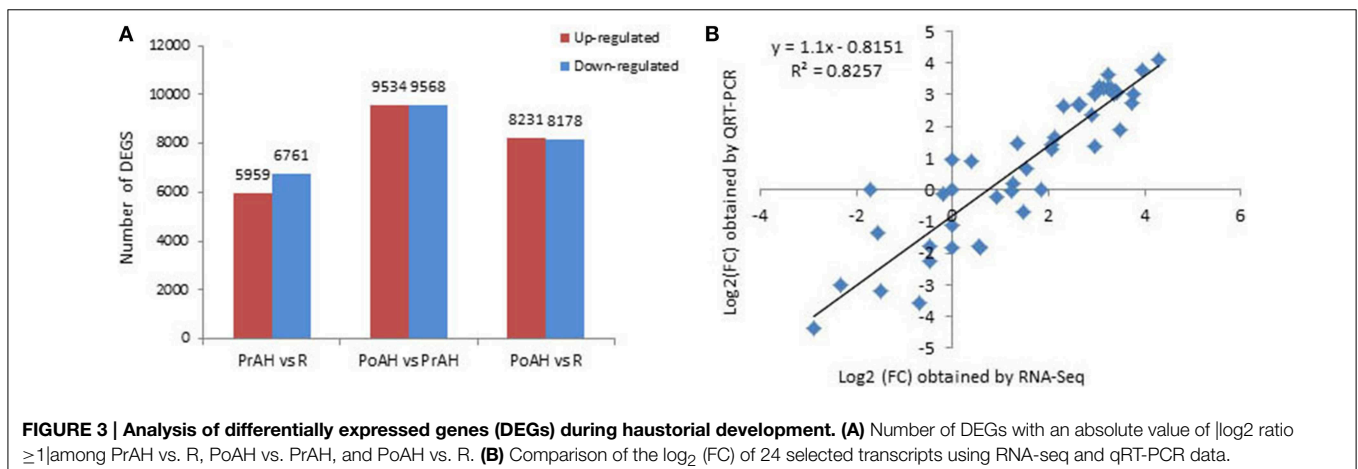 A
12000
10000
8000
6000
4000
2000
0
Number of DEGS
Up-regulated
Down-regulated
5959
6761
9534
9568
8231
8178
PrAH vs R
PoAH vs PrAH
PoAH vs R
B
y = 1.1x - 0.8151
R² = 0.8257
5
4
3
2
1
0
-1
-2
-3
-4
-5
-4
-2
0
2
4
6
Log2(FC) obtained by QRT-PCR
Log2 (FC) obtained by RNA-Seq
FIGURE 3 | Analysis of differentially expressed genes (DEGs) during haustorial development. (A) Number of DEGs with an absolute value of |log2 ratio
≥1|among PrAH vs. R, PoAH vs. PrAH, and PoAH vs. R. (B) Comparison of the log₂ (FC) of 24 selected transcripts using RNA-seq and qRT-PCR data.